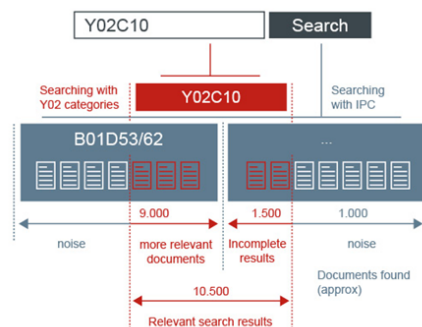 Y02C10
Search
Searching with
Y02 categories
Y02C10
Searching
with IPC
B01D53/62
...
9.000
1.500
1.000
noise
more relevant
documents
Incomplete
results
noise
Documents found
(approx)
10.500
Relevant search results